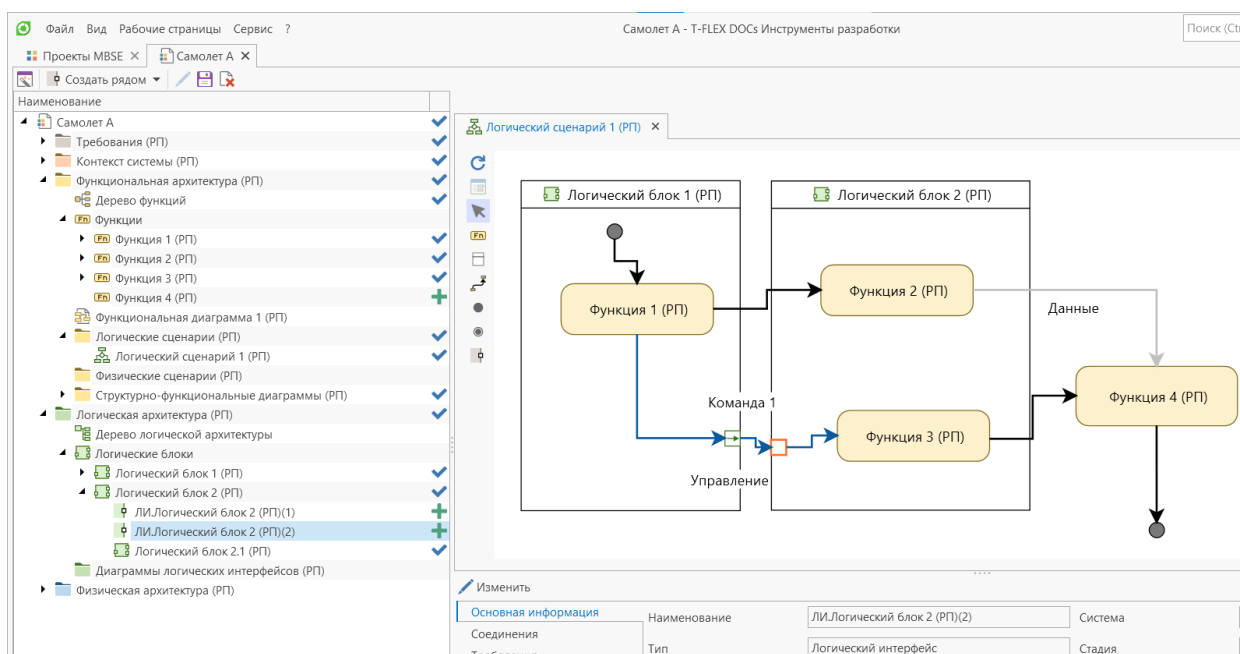 Файл Вид Рабочие страницы Сервис ?
Самолет А - T-FLEX DOCs Инструменты разработки
Поиск (Ctr
Проекты MBSE
Самолет А
Создать рядом
Наименование
Самолет А
Требования (РП)
Контекст системы (РП)
Функциональная архитектура (РП)
Дерево функций
Fn Функции
Fn Функция 1 (РП)
Fn Функция 2 (РП)
Fn Функция 3 (РП)
Fn Функция 4 (РП)
Функциональная диаграмма 1 (РП)
Логические сценарии (РП)
Логический сценарий 1 (РП)
Физические сценарии (РП)
Структурно-функциональные диаграммы (РП)
Логическая архитектура (РП)
Дерево логической архитектуры
Логические блоки
Логический блок 1 (РП)
Логический блок 2 (РП)
ЛИ.Логический блок 2 (РП)(1)
ЛИ.Логический блок 2 (РП)(2)
Логический блок 2.1 (РП)
Диаграммы логических интерфейсов (РП)
Физическая архитектура (РП)
Логический сценарий 1 (РП)
Fn
Логический блок 1 (РП)
Логический блок 2 (РП)
Функция 1 (РП)
Функция 2 (РП)
Данные
Функция 4 (РП)
Команда 1
Функция 3 (РП)
Управление
Изменить
Основная информация
Наименование
ЛИ.Логический блок 2 (РП)(2)
Система
Соединения
Тип
Логический интерфейс
Стадия
Требования